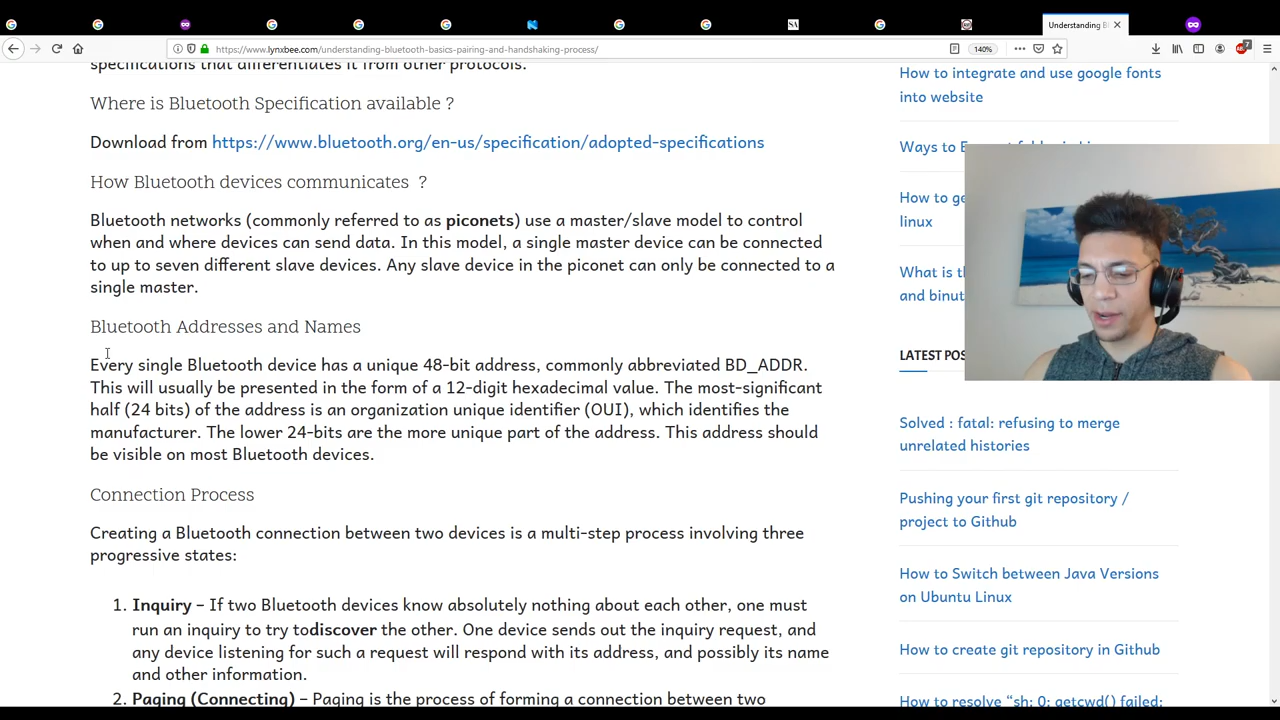 Understanding B
https://www.lynxbee.com/understanding-bluetooth-basics-pairing-and-handshaking-process/
140%
specifications that differentiates it from other protocols.
Where is Bluetooth Specification available ?
Download from https://www.bluetooth.org/en-us/specification/adopted-specifications
How Bluetooth devices communicates ?
Bluetooth networks (commonly referred to as piconets) use a master/slave model to control
when and where devices can send data. In this model, a single master device can be connected
to up to seven different slave devices. Any slave device in the piconet can only be connected to a
single master.
Bluetooth Addresses and Names
Every single Bluetooth device has a unique 48-bit address, commonly abbreviated BD_ADDR.
This will usually be presented in the form of a 12-digit hexadecimal value. The most-significant
half (24 bits) of the address is an organization unique identifier (OUI), which identifies the
manufacturer. The lower 24-bits are the more unique part of the address. This address should
be visible on most Bluetooth devices.
Connection Process
Creating a Bluetooth connection between two devices is a multi-step process involving three
progressive states:
1. Inquiry – If two Bluetooth devices know absolutely nothing about each other, one must
run an inquiry to try todiscover the other. One device sends out the inquiry request, and
any device listening for such a request will respond with its address, and possibly its name
and other information.
2. Paging (Connecting) – Paging is the process of forming a connection between two
How to integrate and use google fonts
into website
Ways to
How to ge
linux
What is th
and binut
LATEST POS
Solved : fatal: refusing to merge
unrelated histories
Pushing your first git repository /
project to Github
How to Switch between Java Versions
on Ubuntu Linux
How to create git repository in Github
How to resolve “sh: 0: getcwd() failed: